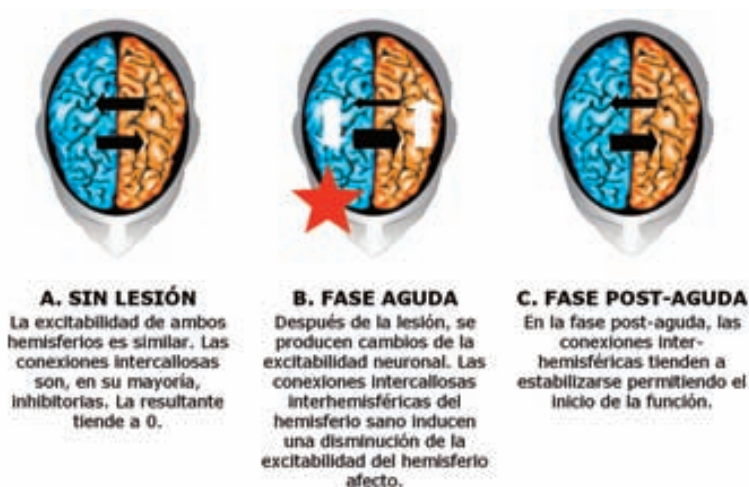 A. SIN LESIÓN
La excitabilidad de ambos
hemisferios es similar. Las
conexiones intercallosas
son, en su mayoría,
inhibitorias. La resultante
tiende a 0.
B. FASE AGUDA
Después de la lesión, se
producen cambios de la
excitabilidad neuronal. Las
conexiones intercallosas
interhemisféricas del
hemisferio sano inducen
una disminución de la
excitabilidad del hemisferio
afecto.
C. FASE POST-AGUDA
En la fase post-aguda, las
conexiones inter-
hemisféricas tienden a
estabilizarse permitiendo el
inicio de la función.